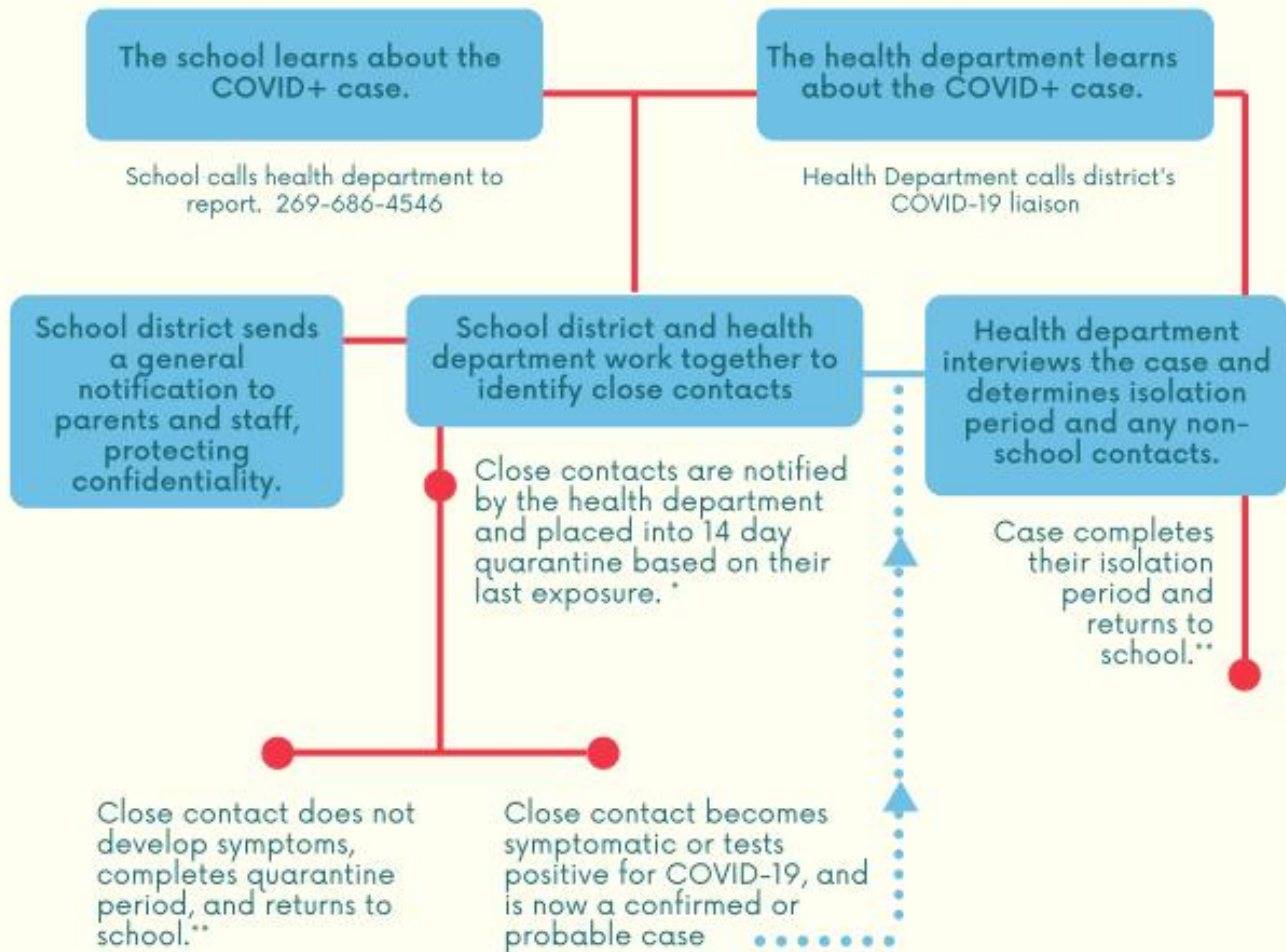 The school learns about the
COVID+ case.
The health department learns
about the COVID+ case.
School calls health department to
report. 269-686-4546
Health Department calls district's
COVID-19 liaison
School district sends
a general
notification to
parents and staff,
protecting
confidentiality.
School district and health
department work together to
identify close contacts
Health department
interviews the case and
determines isolation
period and any non-
school contacts.
Close contacts are notified
by the health department
and placed into 14 day
quarantine based on their
last exposure. *
Case completes
their isolation
period and
returns to
school.**
Close contact does not
develop symptoms,
completes quarantine
period, and returns to
school.**
Close contact becomes
symptomatic or tests
positive for COVID-19, and
is now a confirmed or
probable case